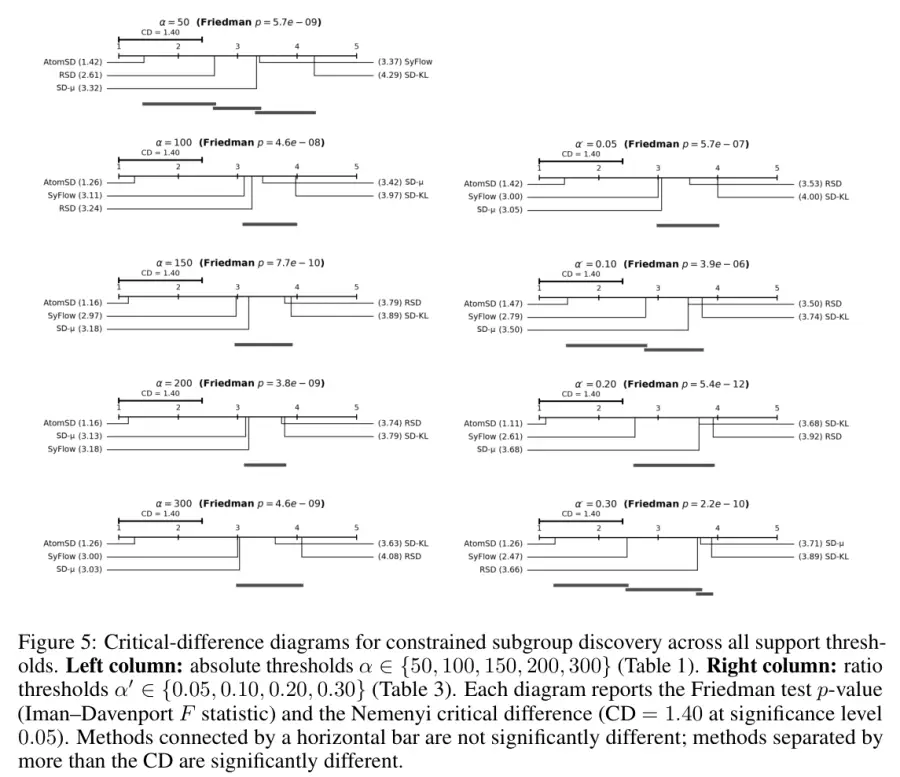 α = 50 (Friedman p = 5.7e − 09)
CD = 1.40
1 2 3 4 5
AtomSD (1.42) (3.37) SyFlow
RSD (2.61) (4.29) SD-KL
SD-μ (3.32)
α = 100 (Friedman p = 4.6e − 08)
CD = 1.40
1 2 3 4 5
AtomSD (1.26) (3.42) SD-μ
SyFlow (3.11) (3.97) SD-KL
RSD (3.24)
α = 150 (Friedman p = 7.7e − 10)
CD = 1.40
1 2 3 4 5
AtomSD (1.16) (3.79) RSD
SyFlow (2.97) (3.89) SD-KL
SD-μ (3.18)
α = 200 (Friedman p = 3.8e − 09)
CD = 1.40
1 2 3 4 5
AtomSD (1.16) (3.74) RSD
SD-μ (3.13) (3.79) SD-KL
SyFlow (3.18)
α = 300 (Friedman p = 4.6e − 09)
CD = 1.40
1 2 3 4 5
AtomSD (1.26) (3.63) SD-KL
SyFlow (3.00) (4.08) RSD
SD-μ (3.03)
α′ = 0.05 (Friedman p = 5.7e − 07)
CD = 1.40
1 2 3 4 5
AtomSD (1.42) (3.53) RSD
SyFlow (3.00) (4.00) SD-KL
SD-μ (3.05)
α′ = 0.10 (Friedman p = 3.9e − 06)
CD = 1.40
1 2 3 4 5
AtomSD (1.47) (3.50) RSD
SyFlow (2.79) (3.74) SD-KL
SD-μ (3.50)
α′ = 0.20 (Friedman p = 5.4e − 12)
CD = 1.40
1 2 3 4 5
AtomSD (1.11) (3.68) SD-KL
SyFlow (2.61) (3.92) RSD
SD-μ (3.68)
α′ = 0.30 (Friedman p = 2.2e − 10)
CD = 1.40
1 2 3 4 5
AtomSD (1.26) (3.71) SD-μ
SyFlow (2.47) (3.89) SD-KL
RSD (3.66)
Figure 5: Critical-difference diagrams for constrained subgroup discovery across all support thresh-
olds. Left column: absolute thresholds α ∈ {50, 100, 150, 200, 300} (Table 1). Right column: ratio
thresholds α′ ∈ {0.05, 0.10, 0.20, 0.30} (Table 3). Each diagram reports the Friedman test p-value
(Iman–Davenport F statistic) and the Nemenyi critical difference (CD = 1.40 at significance level
0.05). Methods connected by a horizontal bar are not significantly different; methods separated by
more than the CD are significantly different.